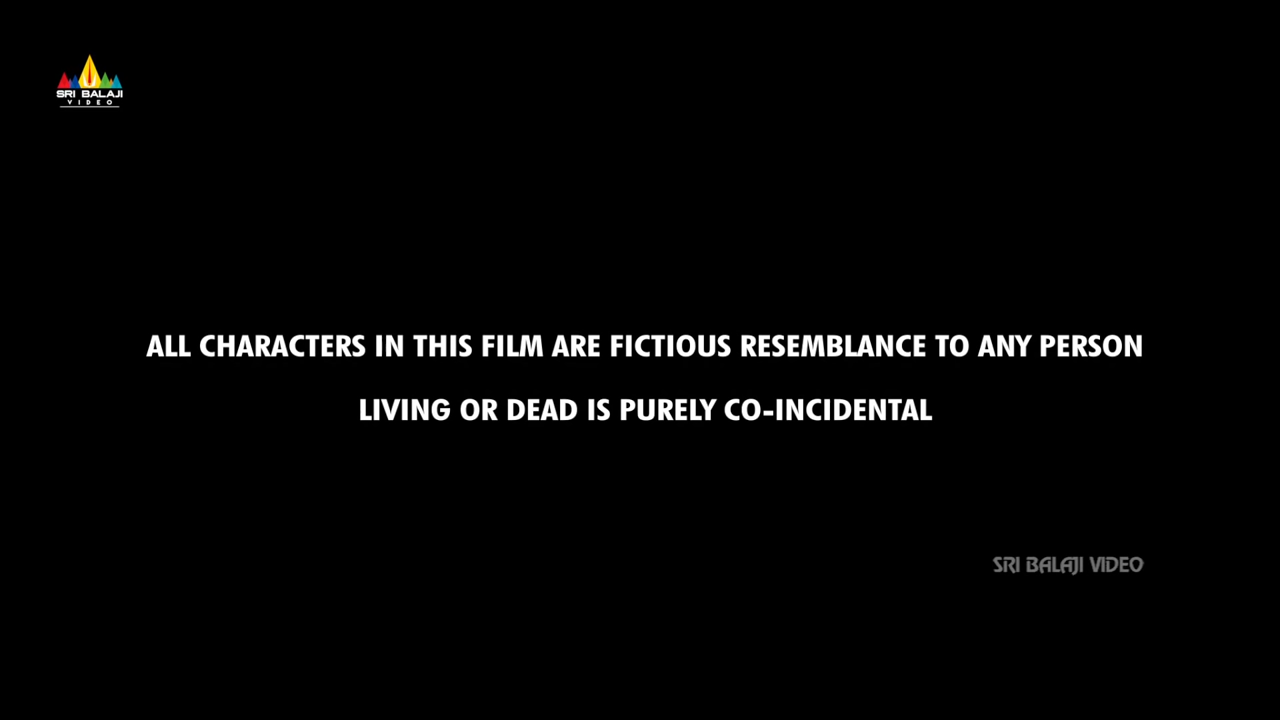 SRI BALAJI
VIDEO
ALL CHARACTERS IN THIS FILM ARE FICTIOUS RESEMBLANCE TO ANY PERSON
LIVING OR DEAD IS PURELY CO-INCIDENTAL
SRI BALAJI VIDEO